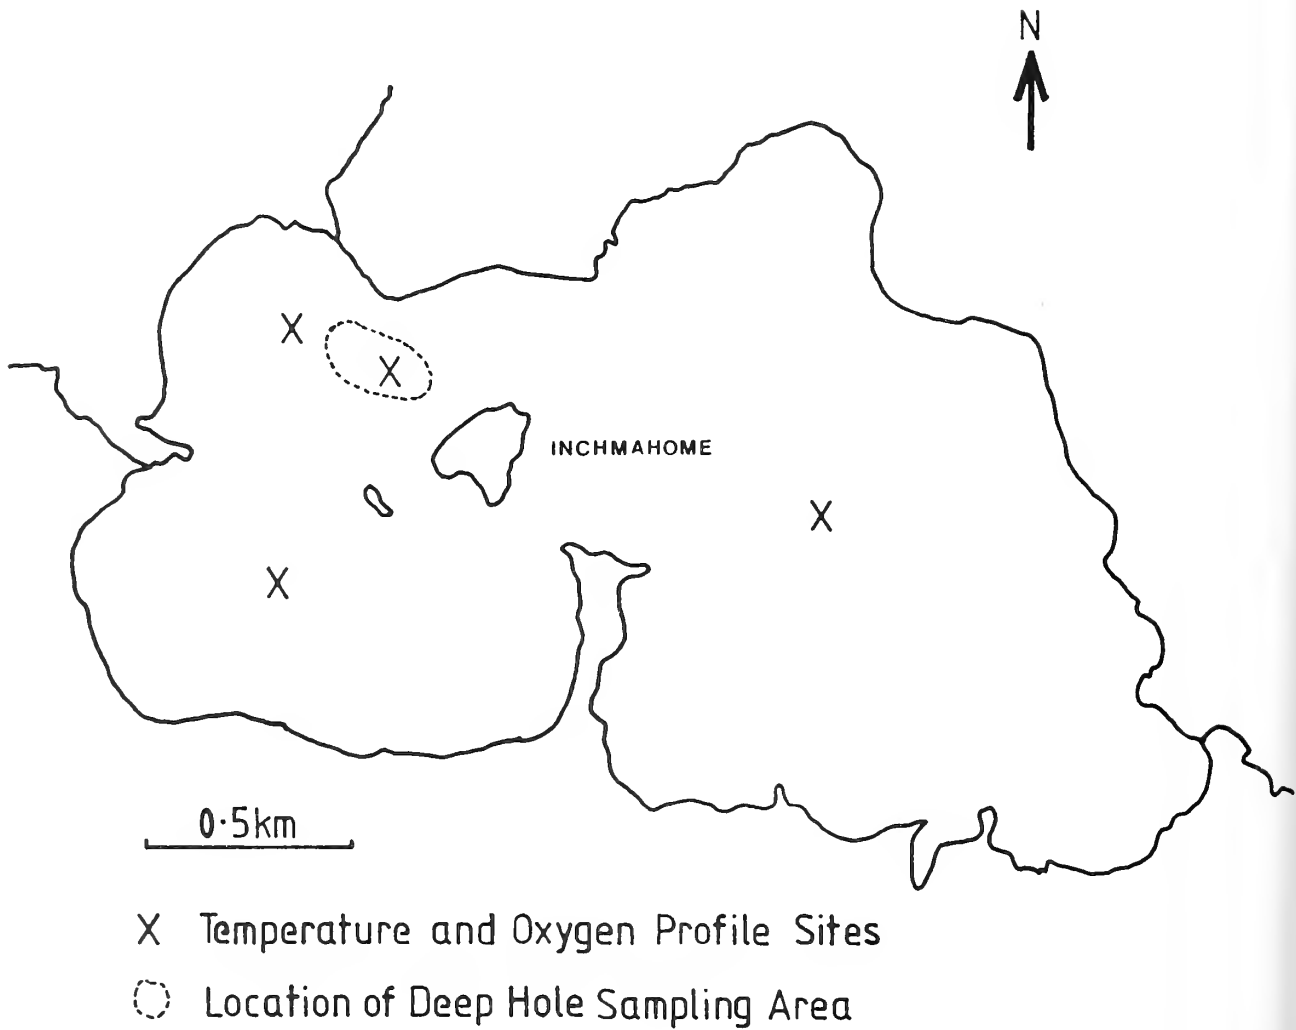 N
INCHMAHOME
0·5km
X Temperature and Oxygen Profile Sites
Location of Deep Hole Sampling Area